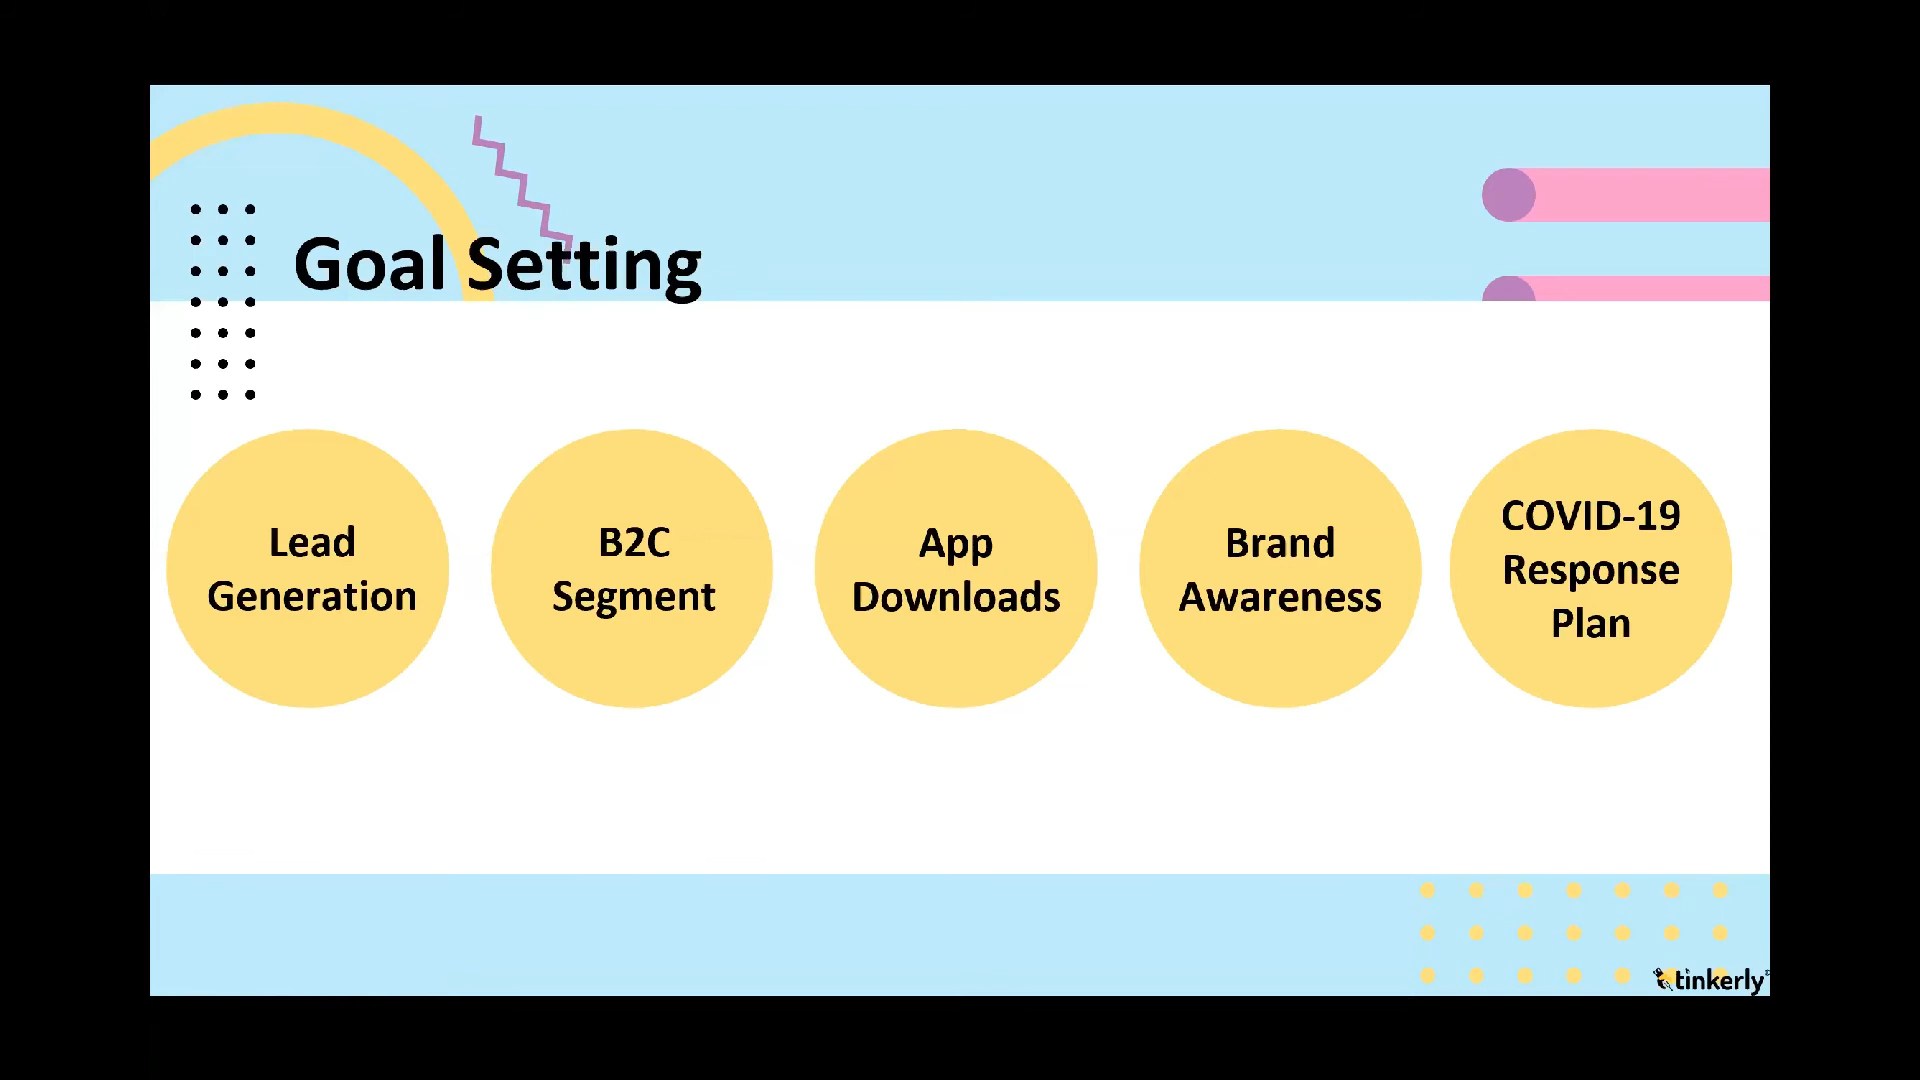 Goal Setting
Lead
Generation
B2C
Segment
App
Downloads
Brand
Awareness
COVID-19
Response
Plan
tinkerly